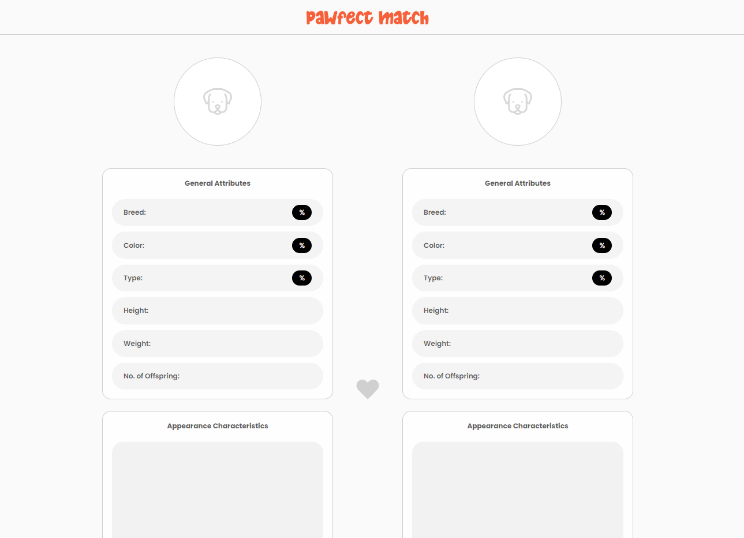 Pawfect Match
General Attributes
Breed: %
Color: %
Type: %
Height:
Weight:
No. of Offspring:
Appearance Characteristics
General Attributes
Breed: %
Color: %
Type: %
Height:
Weight:
No. of Offspring:
Appearance Characteristics